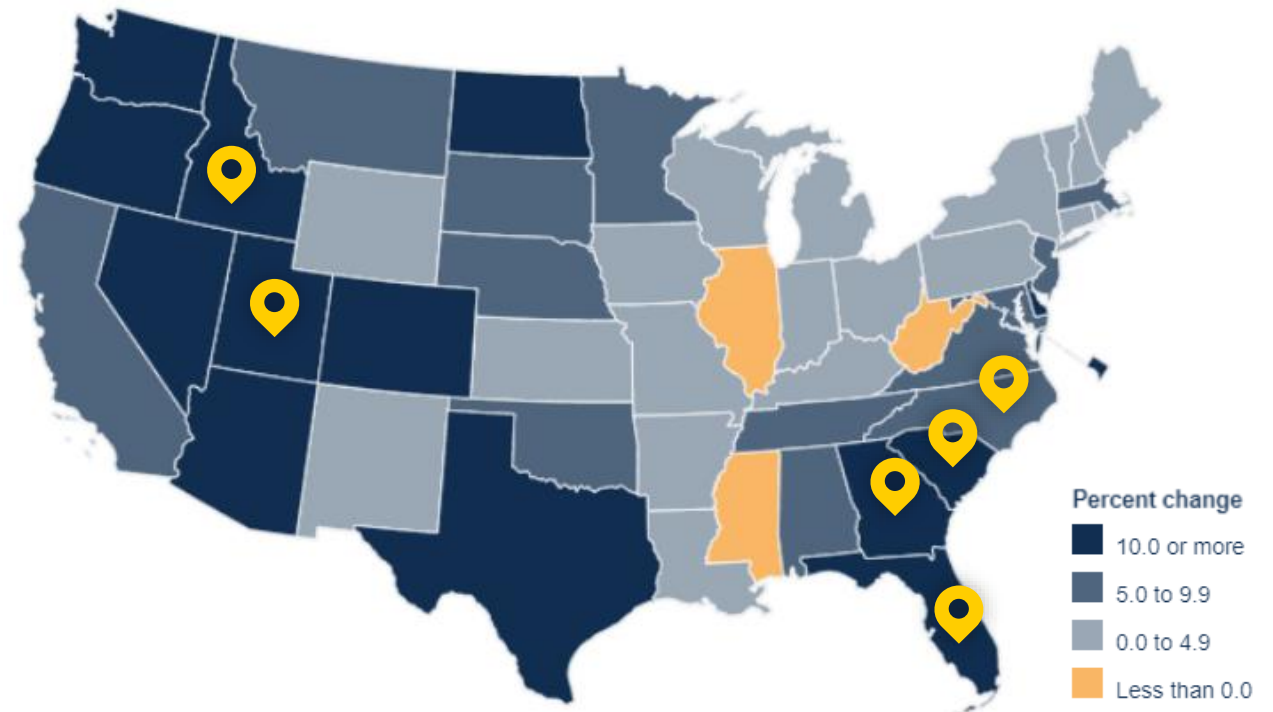 Percent change
10.0 or more
5.0 to 9.9
0.0 to 4.9
Less than 0.0